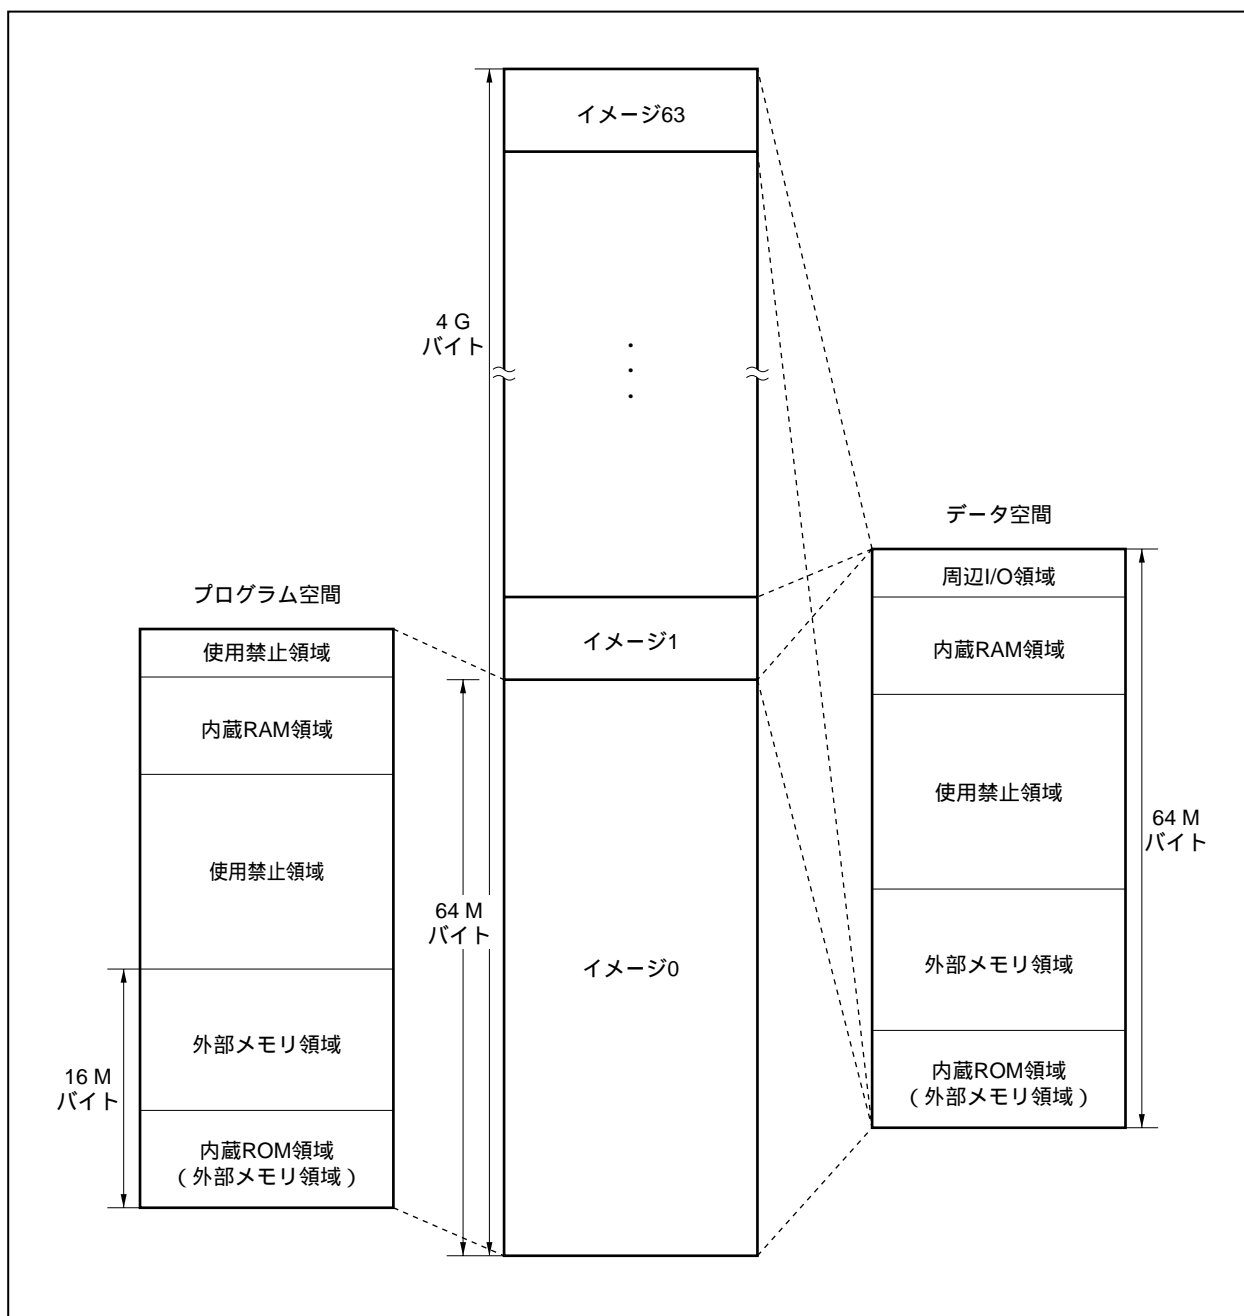 イメージ63
4 G
バイト
・
・
・
データ空間
周辺I/O領域
プログラム空間
イメージ1
使用禁止領域
内蔵RAM領域
内蔵RAM領域
使用禁止領域
64 M
バイト
使用禁止領域
64 M
バイト
イメージ0
外部メモリ領域
外部メモリ領域
16 M
バイト
内蔵ROM領域
(外部メモリ領域)
内蔵ROM領域
(外部メモリ領域)